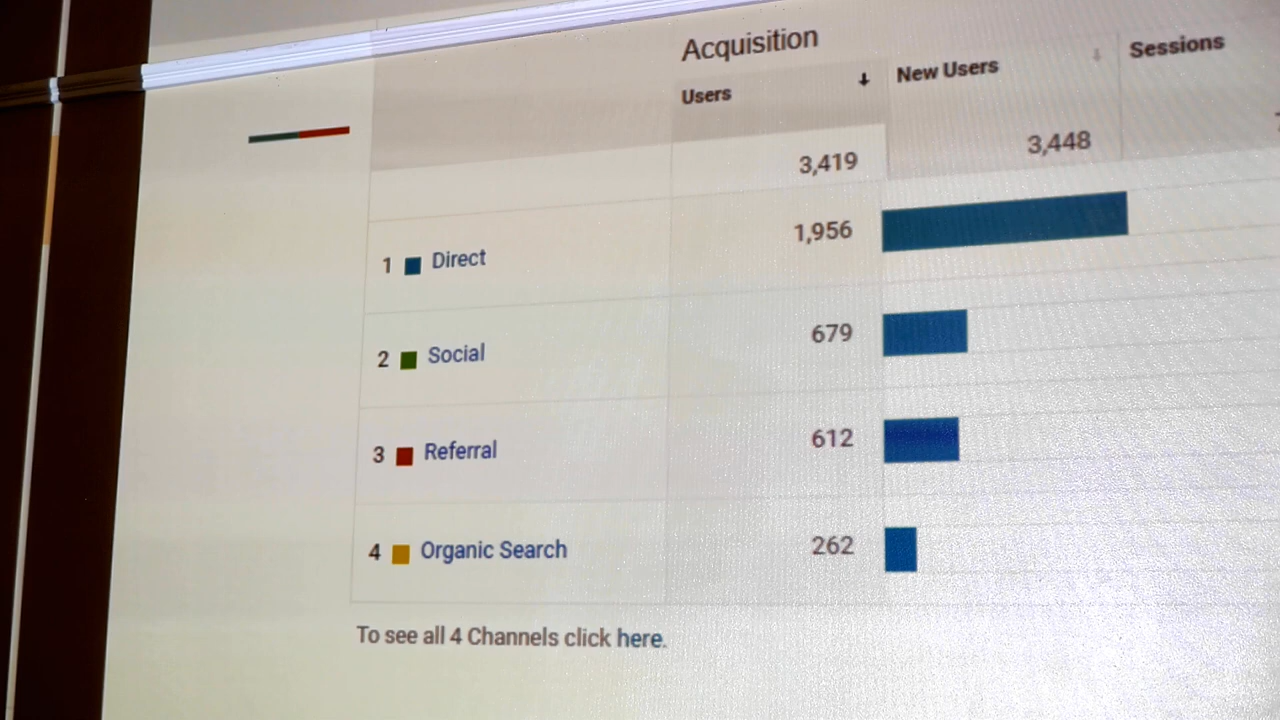 Acquisition
Users New Users Sessions
3,419 3,448
1 Direct 1,956
2 Social 679
3 Referral 612
4 Organic Search 262
To see all 4 Channels click here.